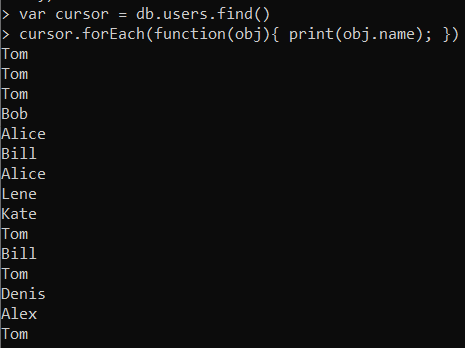 > var cursor = db.users.find()
> cursor.forEach(function(obj){ print(obj.name); })
Tom
Tom
Tom
Bob
Alice
Bill
Alice
Lene
Kate
Tom
Bill
Tom
Denis
Alex
Tom